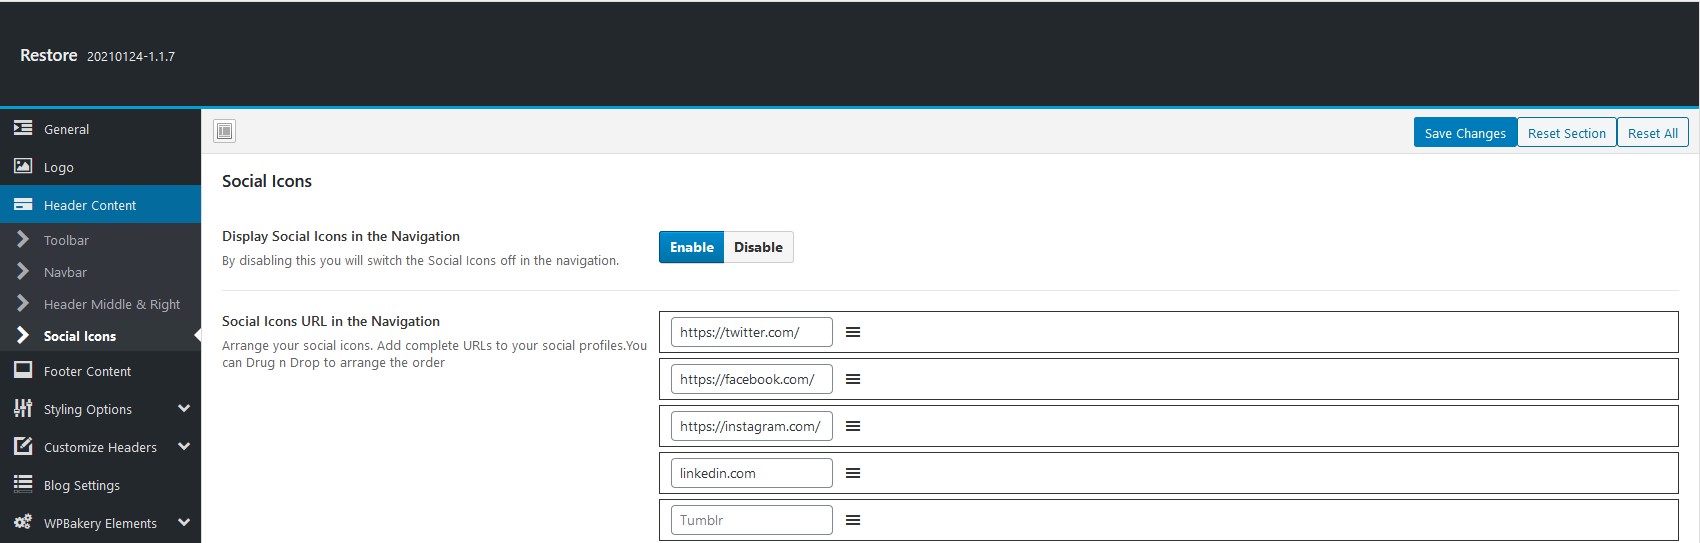 Restore 20210124-1.1.7
General
Logo
Header Content
Toolbar
Navbar
Header Middle & Right
Social Icons
Footer Content
Styling Options
Customize Headers
Blog Settings
WPBakery Elements
Save Changes Reset Section Reset All
Social Icons
Display Social Icons in the Navigation
By disabling this you will switch the Social Icons off in the navigation.
Enable Disable
Social Icons URL in the Navigation
Arrange your social icons. Add complete URLs to your social profiles.You
can Drug n Drop to arrange the order
https://twitter.com/
https://facebook.com/
https://instagram.com/
linkedin.com
Tumblr